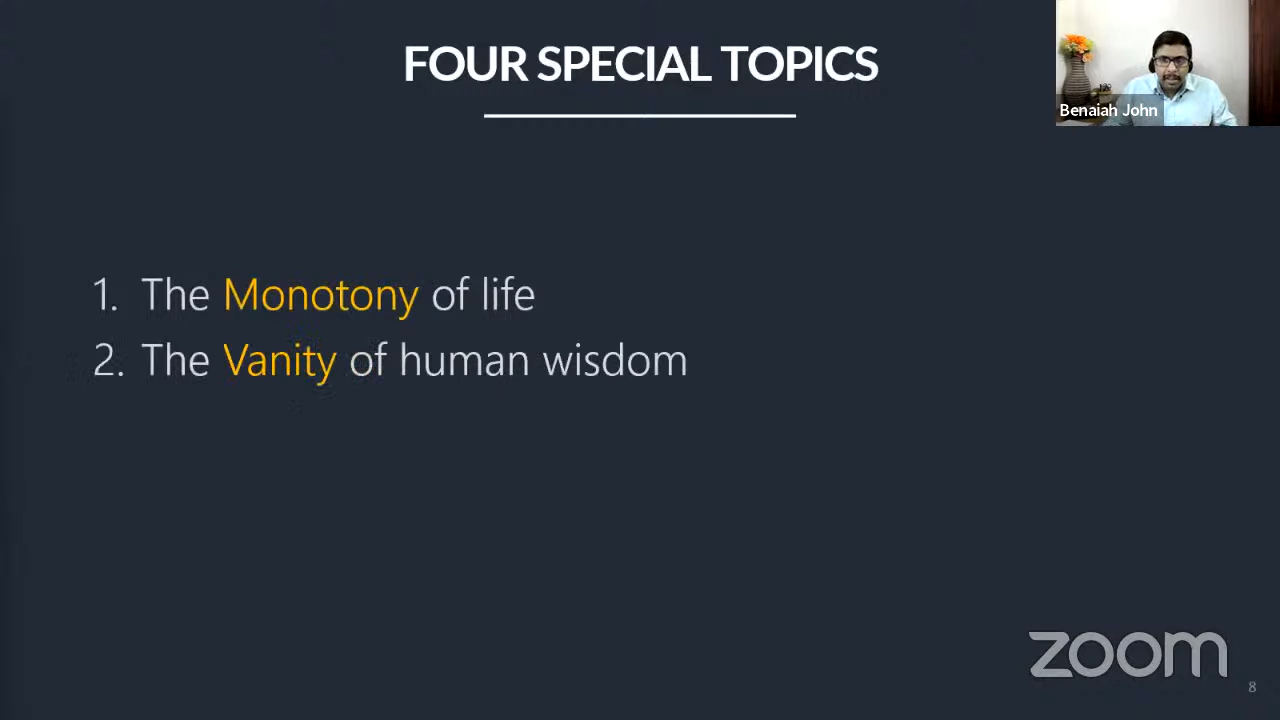 FOUR SPECIAL TOPICS
Benaiah John
1. The Monotony of life
2. The Vanity of human wisdom
zoom
8